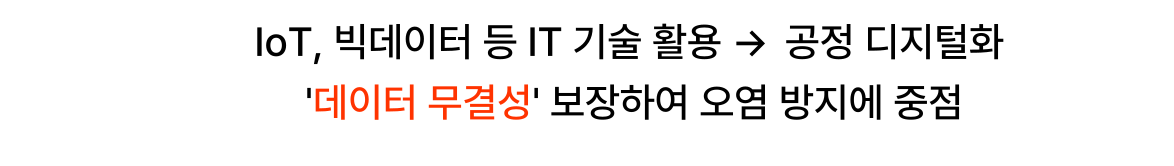 IoT, 빅데이터 등 IT 기술 활용 → 공정 디지털화
'데이터 무결성' 보장하여 오염 방지에 중점